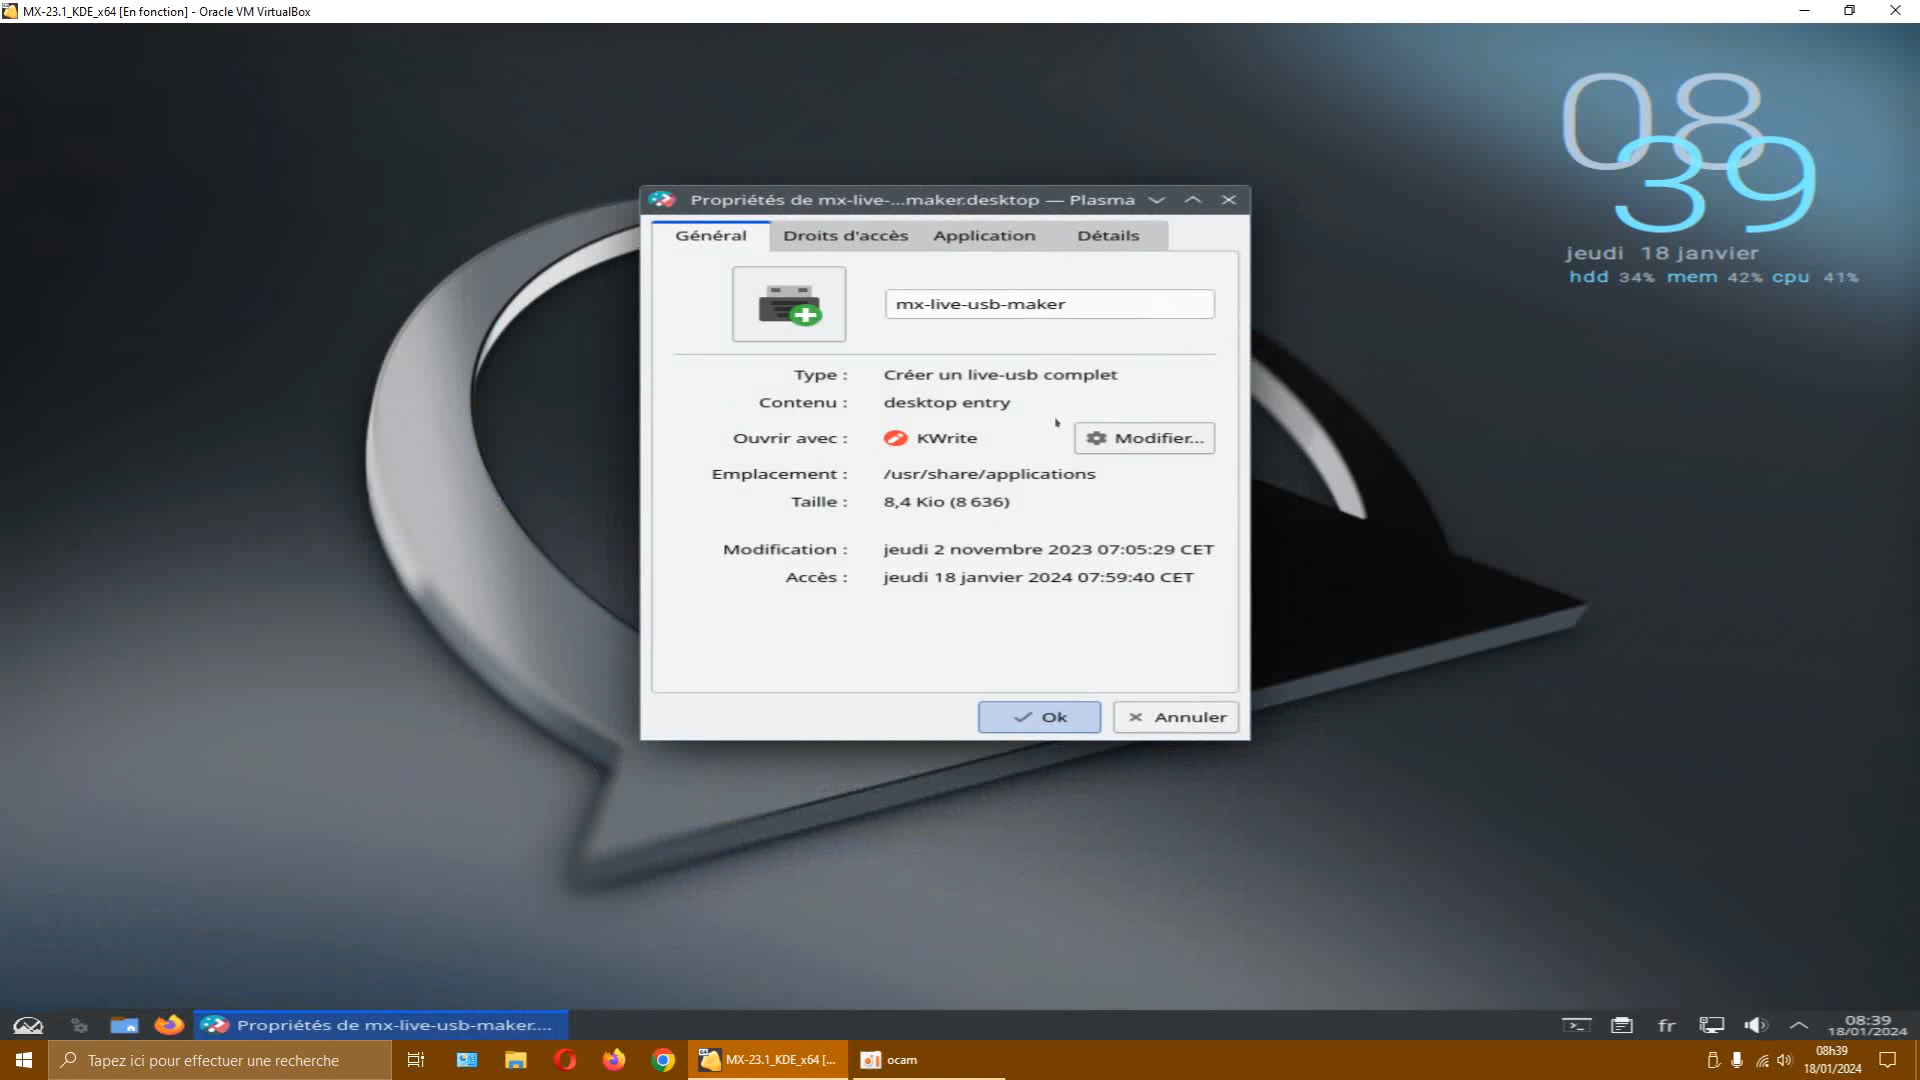 MX-23.1_KDE_x64 [En fonction] - Oracle VM VirtualBox
08
39
jeudi 18 janvier
hdd 34% mem 42% cpu 41%
Propriétés de mx-live-...maker.desktop — Plasma
Général Droits d'accès Application Détails
mx-live-usb-maker
Type : Créer un live-usb complet
Contenu : desktop entry
Ouvrir avec : KWrite Modifier...
Emplacement : /usr/share/applications
Taille : 8,4 Kio (8 636)
Modification : jeudi 2 novembre 2023 07:05:29 CET
Accès : jeudi 18 janvier 2024 07:59:40 CET
Ok Annuler
Propriétés de mx-live-usb-maker.... fr 08:39
18/01/2024
Tapez ici pour effectuer une recherche MX-23.1_KDE_x64 [... ocam 08h39
18/01/2024